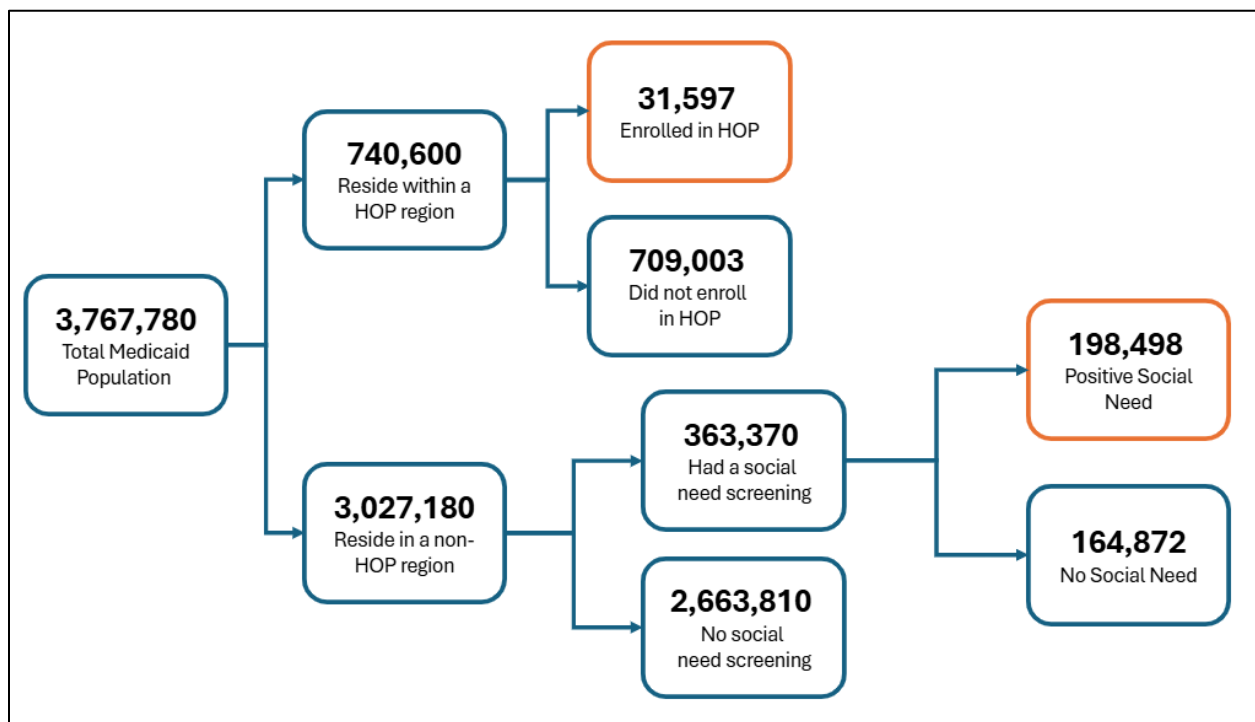 31,597
Enrolled in HOP
740,600
Reside within a
HOP region
709,003
Did not enroll
in HOP
3,767,780
Total Medicaid
Population
198,498
Positive Social
Need
363,370
Had a social
need screening
3,027,180
Reside in a non-
HOP region
164,872
No Social Need
2,663,810
No social
need screening